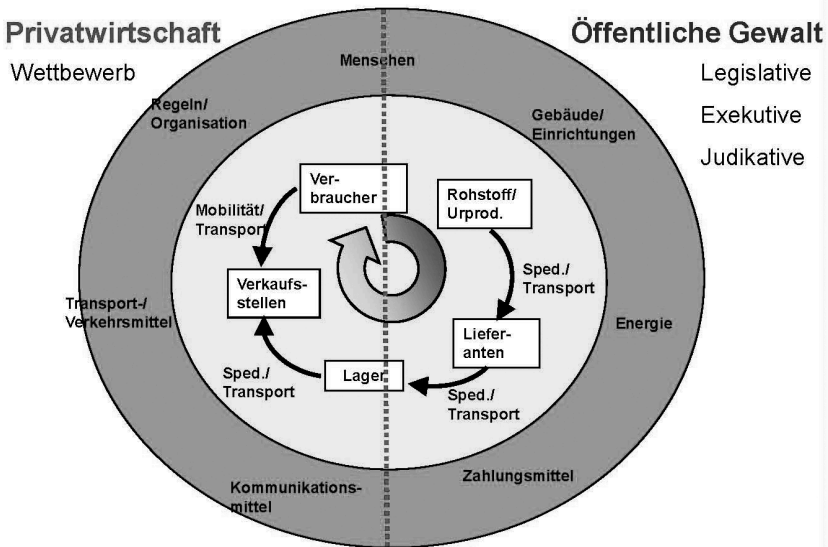 Privatwirtschaft
Wettbewerb
Öffentliche Gewalt
Legislative
Exekutive
Judikative
Menschen
Regeln/
Organisation
Gebäude/
Einrichtungen
Ver-
braucher
Rohstoff/
Urprod.
Mobilität/
Transport
Sped./
Transport
Verkaufs-
stellen
Transport-/
Verkehrsmittel
Energie
Liefer-
anten
Lager
Sped./
Transport
Sped./
Transport
Kommunikations-
mittel
Zahlungsmittel